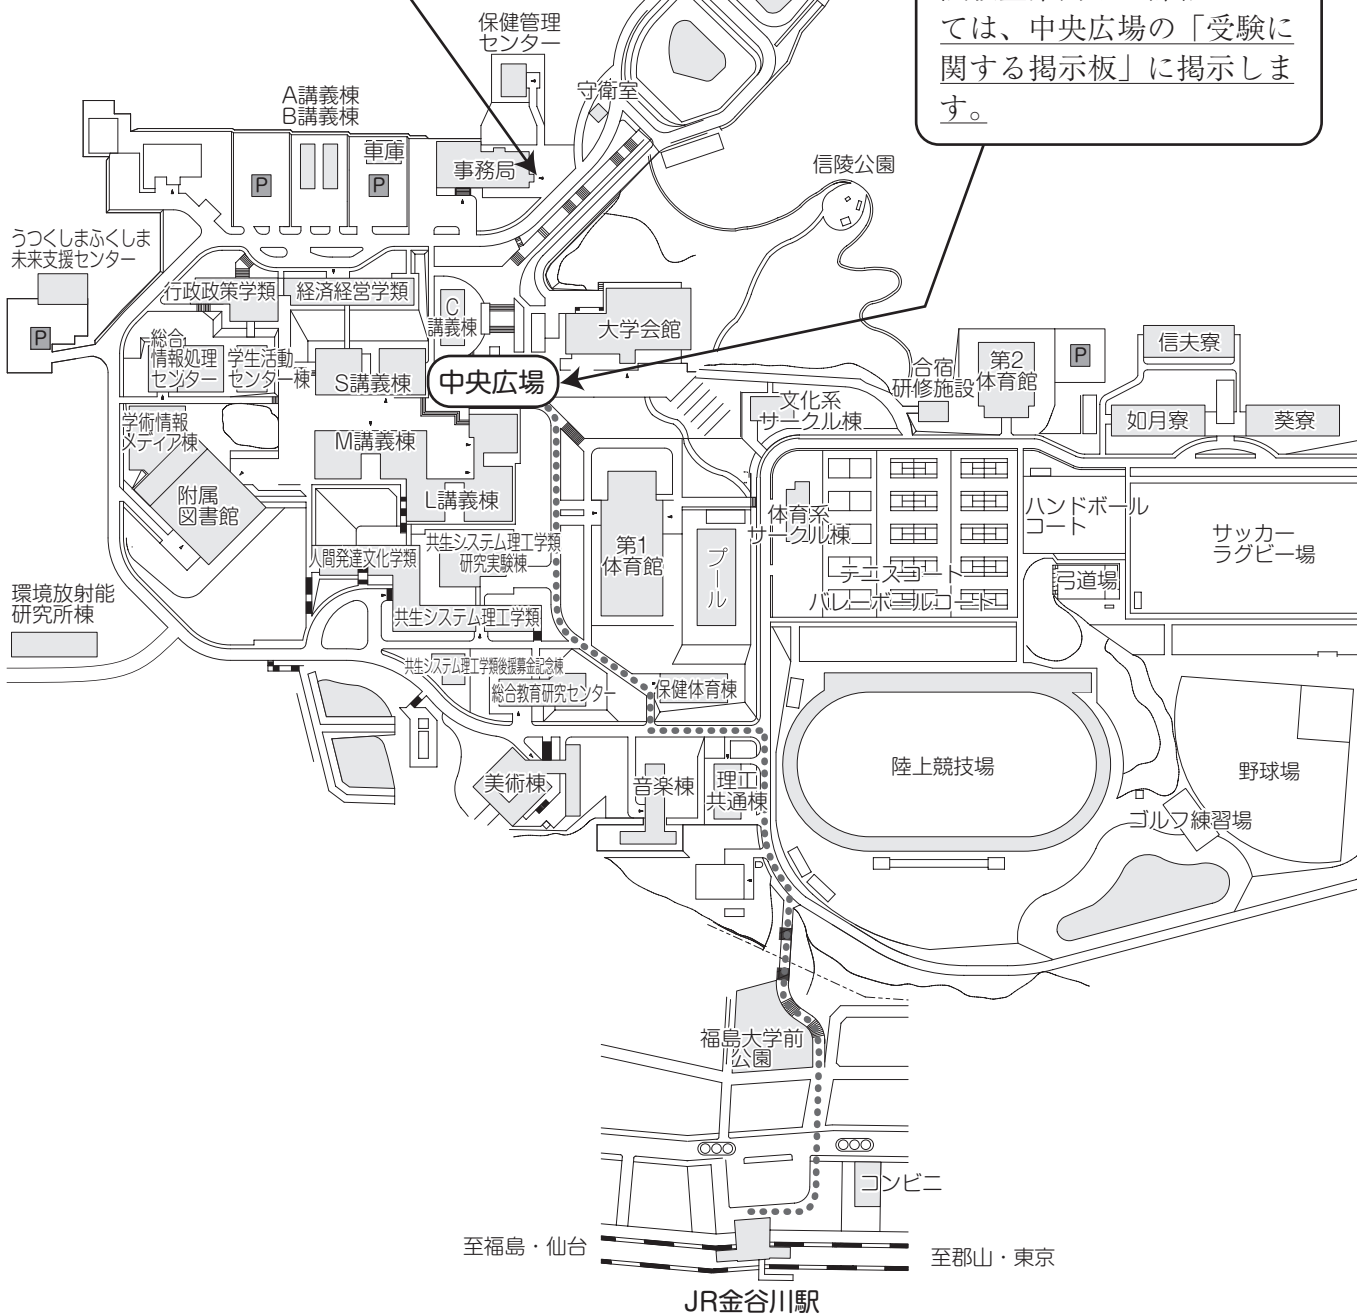 ては、中央広場の「受験に
関する掲示板」に掲示しま
す。
保健管理
センター
守衛室
A講義棟
B講義棟
車庫
事務局
P
P
信陵公園
うつくしまふくしま
未来支援センター
行政政策学類
経済経営学類
C
講義棟
大学会館
P
総合
情報処理
センター
学生活動
センター棟
S講義棟
中央広場
合宿
研修施設
第2
体育館
P
信夫寮
文化系
サークル棟
如月寮
葵寮
学術情報
メディア棟
M講義棟
附属
図書館
L講義棟
体育系
サークル棟
ハンドボール
コート
サッカー
ラグビー場
人間発達文化学類
共生システム理工学類
研究実験棟
第1
体育館
プール
テニスコート
バレーボールコート
弓道場
環境放射能
研究所棟
共生システム理工学類
共生システム理工学類後援募金記念棟
総合教育研究センター
保健体育棟
美術棟
音楽棟
理工
共通棟
陸上競技場
野球場
ゴルフ練習場
福島大学前
公園
コンビニ
至福島・仙台
至郡山・東京
JR金谷川駅